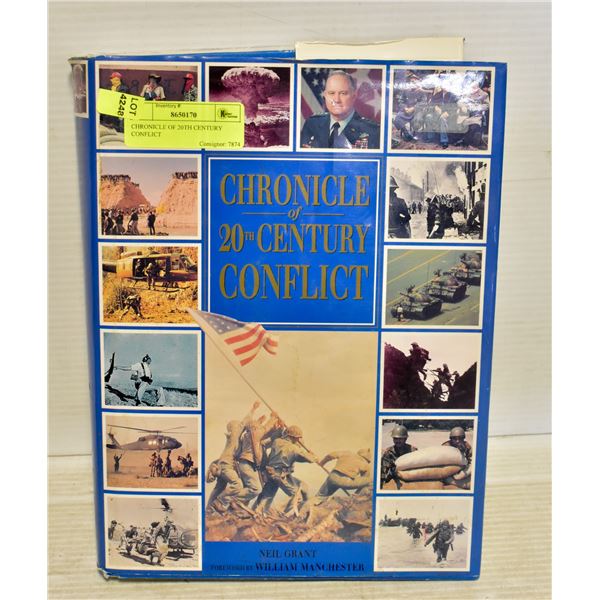 LOT
4248
Inventory #
8650170
CHRONICLE OF 20TH CENTURY
CONFLICT
Consignor: 7874
CHRONICLE
of
20TH CENTURY
CONFLICT
NEIL GRANT
FOREWORD BY WILLIAM MANCHESTER